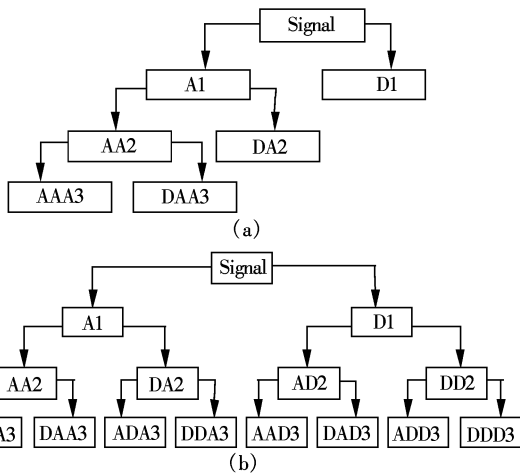 Signal
A1 D1
AA2 DA2
AAA3 DAA3
(a)
Signal
A1 D1
AA2 DA2 AD2 DD2
A3 DAA3 ADA3 DDA3 AAD3 DAD3 ADD3 DDD3
(b)